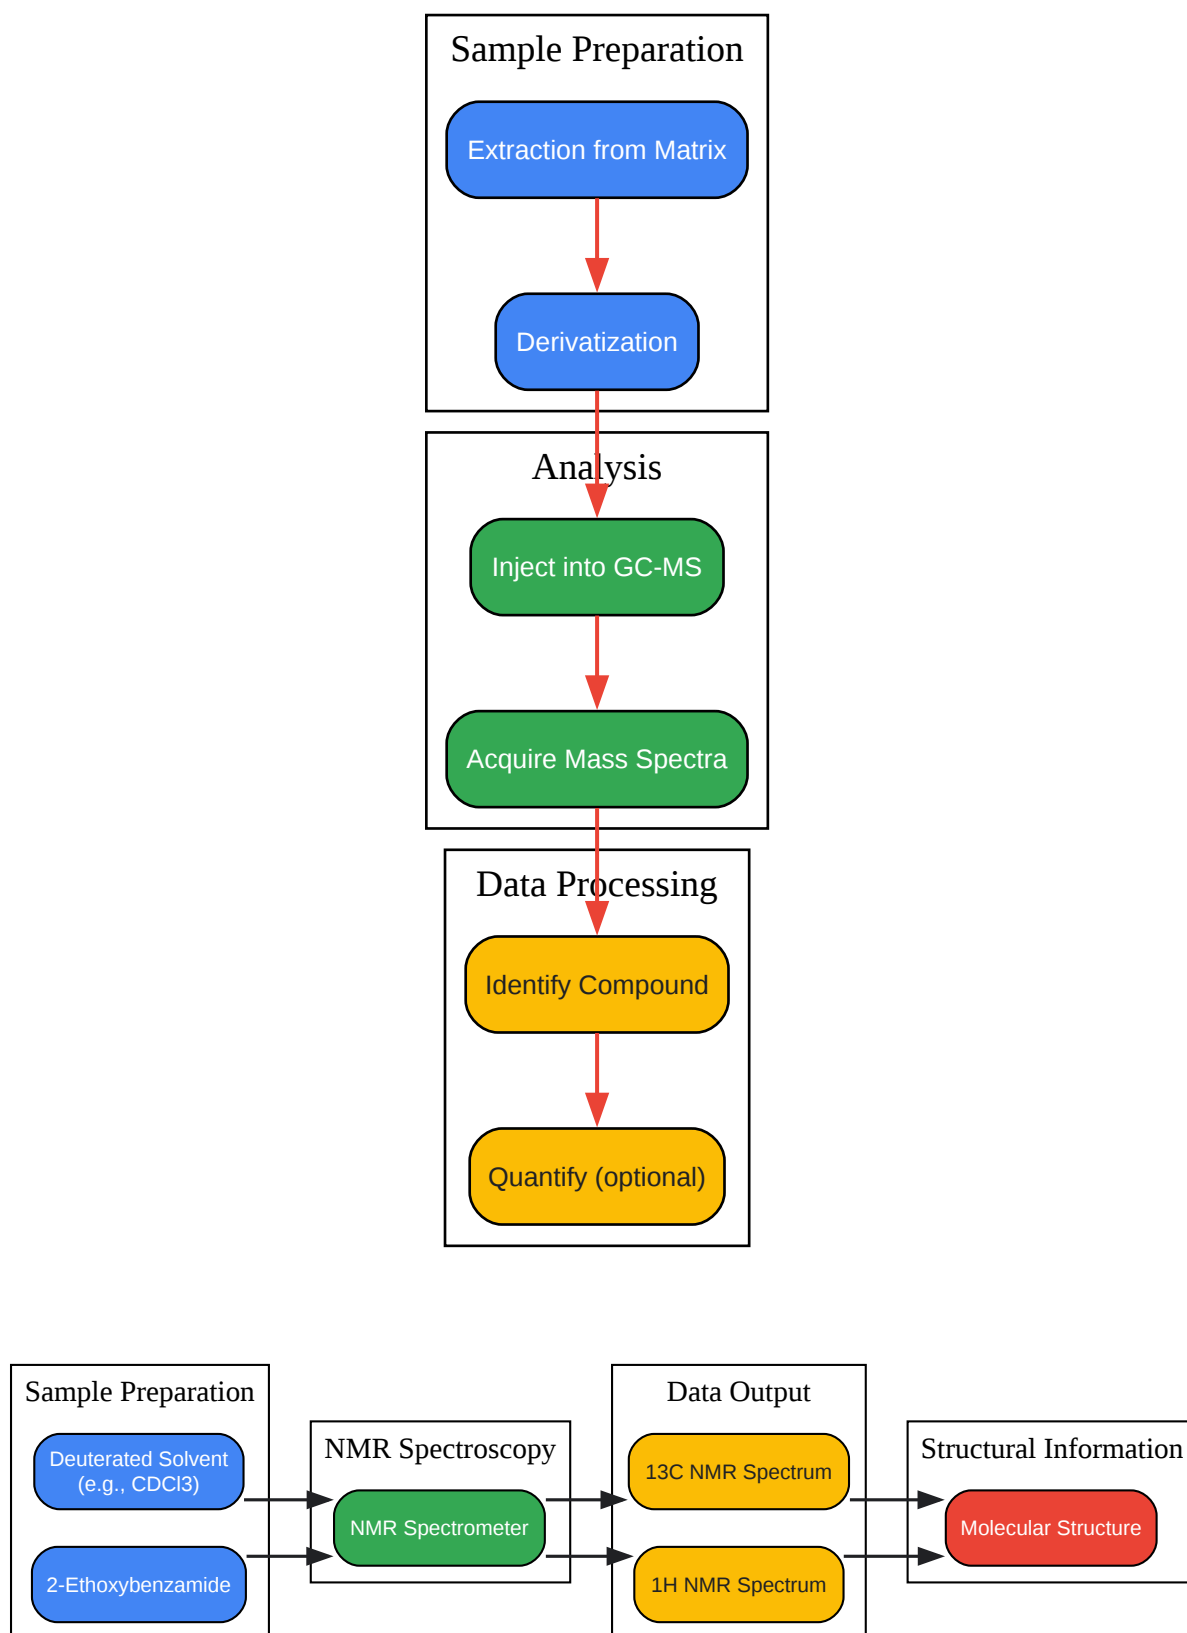 Sample Preparation
Extraction from Matrix
Derivatization
Analysis
Inject into GC-MS
Acquire Mass Spectra
Data Processing
Identify Compound
Quantify (optional)
Sample Preparation
Deuterated Solvent
(e.g., CDCl3)
2-Ethoxybenzamide
NMR Spectroscopy
NMR Spectrometer
Data Output
13C NMR Spectrum
1H NMR Spectrum
Structural Information
Molecular Structure